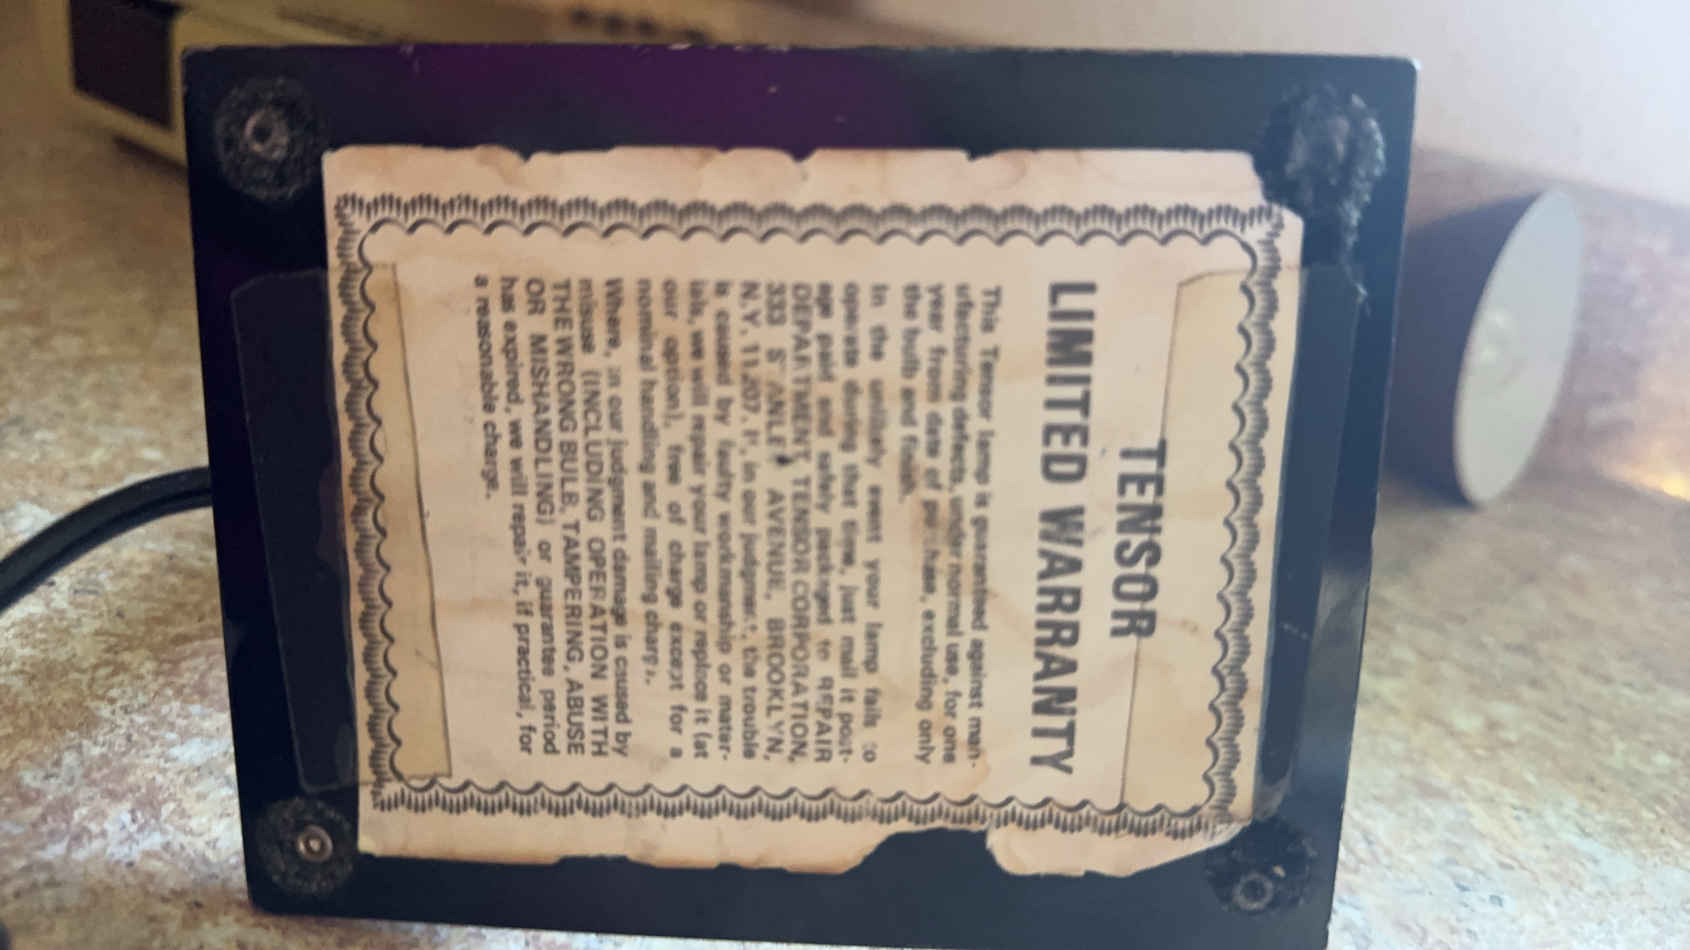 TENSOR
LIMITED WARRANTY
This Tensor lamp is guaranteed against man-
ufacturing defects, under normal use, for one
year from date of purchase, excluding only
the bulb and finish.
In the unlikely event your lamp fails to
operate during that time, just mail it post-
age paid and safely packaged to REPAIR
DEPARTMENT, TENSOR CORPORATION,
333 STANLEY AVENUE, BROOKLYN,
N.Y. 11207. If, in our judgment, the trouble
is caused by faulty workmanship or mater-
ials, we will repair your lamp or replace it (at
our option), free of charge except for a
nominal handling and mailing charge.
Where, in our judgment damage is caused by
misuse (INCLUDING OPERATION WITH
THE WRONG BULB, TAMPERING, ABUSE
OR MISHANDLING) or guarantee period
has expired, we will repair it, if practical, for
a reasonable charge.